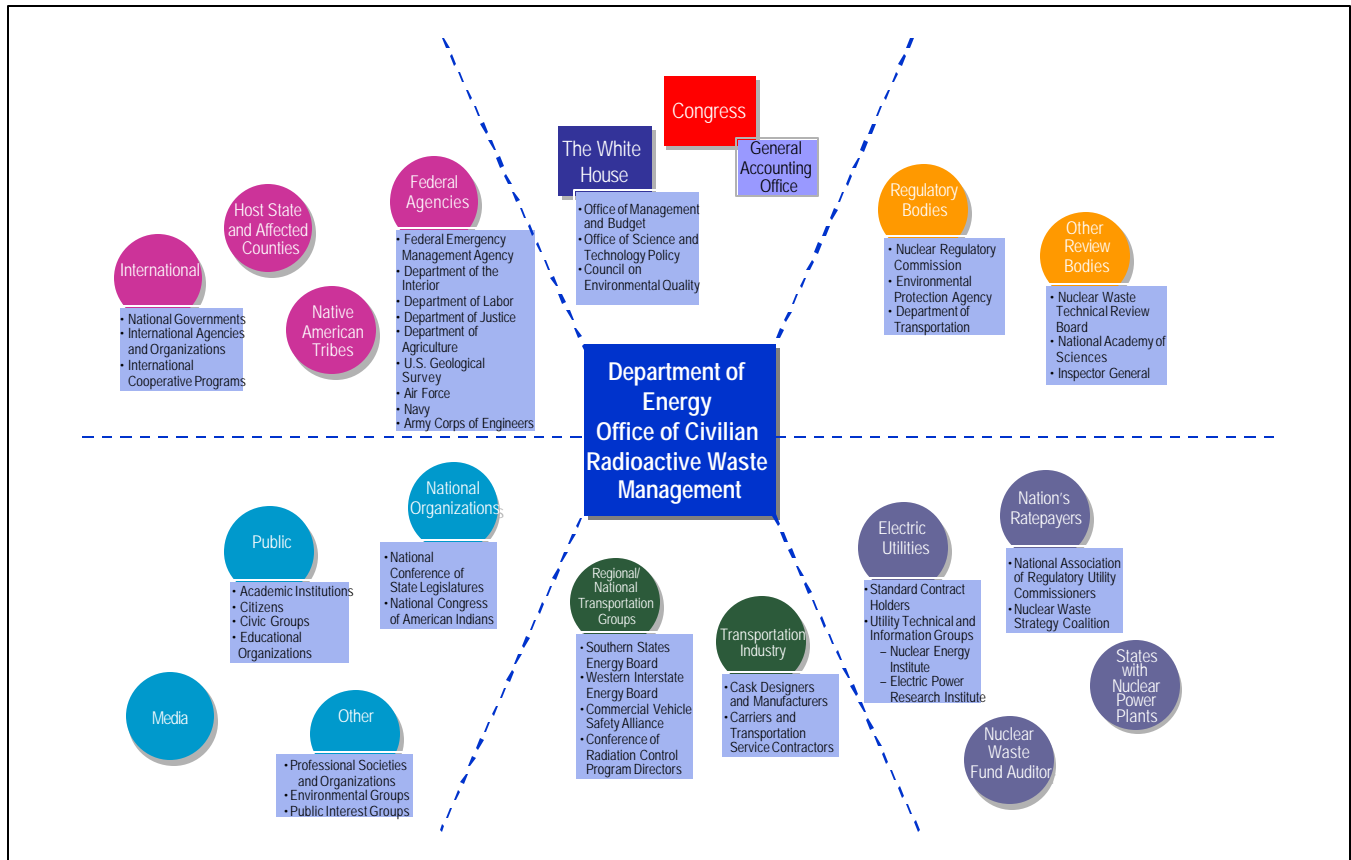 Congress
General
Accounting
Office
The White
House
• Office of Management
and Budget
• Office of Science and
Technology Policy
• Council on
Environmental Quality
Federal
Agencies
• Federal Emergency
Management Agency
• Department of the
Interior
• Department of Labor
• Department of Justice
• Department of
Agriculture
• U.S. Geological
Survey
• Air Force
• Navy
• Army Corps of Engineers
Host State
and Affected
Counties
International
• National Governments
• International Agencies
and Organizations
• International
Cooperative Programs
Native
American
Tribes
Regulatory
Bodies
• Nuclear Regulatory
Commission
• Environmental
Protection Agency
• Department of
Transportation
Other
Review
Bodies
• Nuclear Waste
Technical Review
Board
• National Academy of
Sciences
• Inspector General
Department of
Energy
Office of Civilian
Radioactive Waste
Management
National
Organizations
• National
Conference of
State Legislatures
• National Congress
of American Indians
Public
• Academic Institutions
• Citizens
• Civic Groups
• Educational
Organizations
Media
Other
• Professional Societies
and Organizations
• Environmental Groups
• Public Interest Groups
Regional/
National
Transportation
Groups
• Southern States
Energy Board
• Western Interstate
Energy Board
• Commercial Vehicle
Safety Alliance
• Conference of
Radiation Control
Program Directors
Transportation
Industry
• Cask Designers
and Manufacturers
• Carriers and
Transportation
Service Contractors
Electric
Utilities
• Standard Contract
Holders
• Utility Technical and
Information Groups
– Nuclear Energy
Institute
– Electric Power
Research Institute
Nation's
Ratepayers
• National Association
of Regulatory Utility
Commissioners
• Nuclear Waste
Strategy Coalition
States
with
Nuclear
Power
Plants
Nuclear
Waste
Fund Auditor